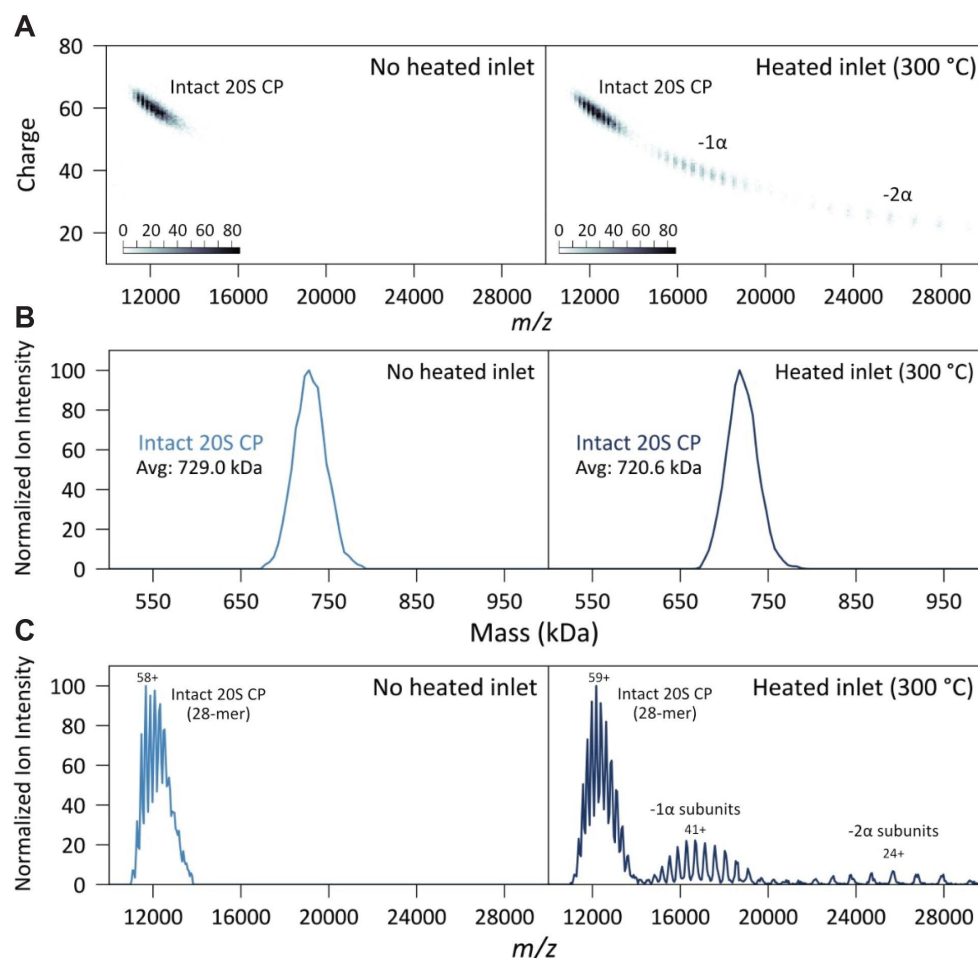 A
80
60
40
20
Charge
Intact 20S CP
No heated inlet
0 20 40 60 80
12000 16000 20000 24000 28000
Intact 20S CP
Heated inlet (300 °C)
-1α
-2α
0 20 40 60 80
12000 16000 20000 24000 28000
m/z
B
Normalized Ion Intensity
100
80
60
40
20
0
No heated inlet
Intact 20S CP
Avg: 729.0 kDa
550 650 750 850 950
Heated inlet (300 °C)
Intact 20S CP
Avg: 720.6 kDa
550 650 750 850 950
Mass (kDa)
C
Normalized Ion Intensity
100
80
60
40
20
0
58+
Intact 20S CP
(28-mer)
No heated inlet
12000 16000 20000 24000 28000
59+
Intact 20S CP
(28-mer)
Heated inlet (300 °C)
-1α subunits
41+
-2α subunits
24+
12000 16000 20000 24000 28000
m/z